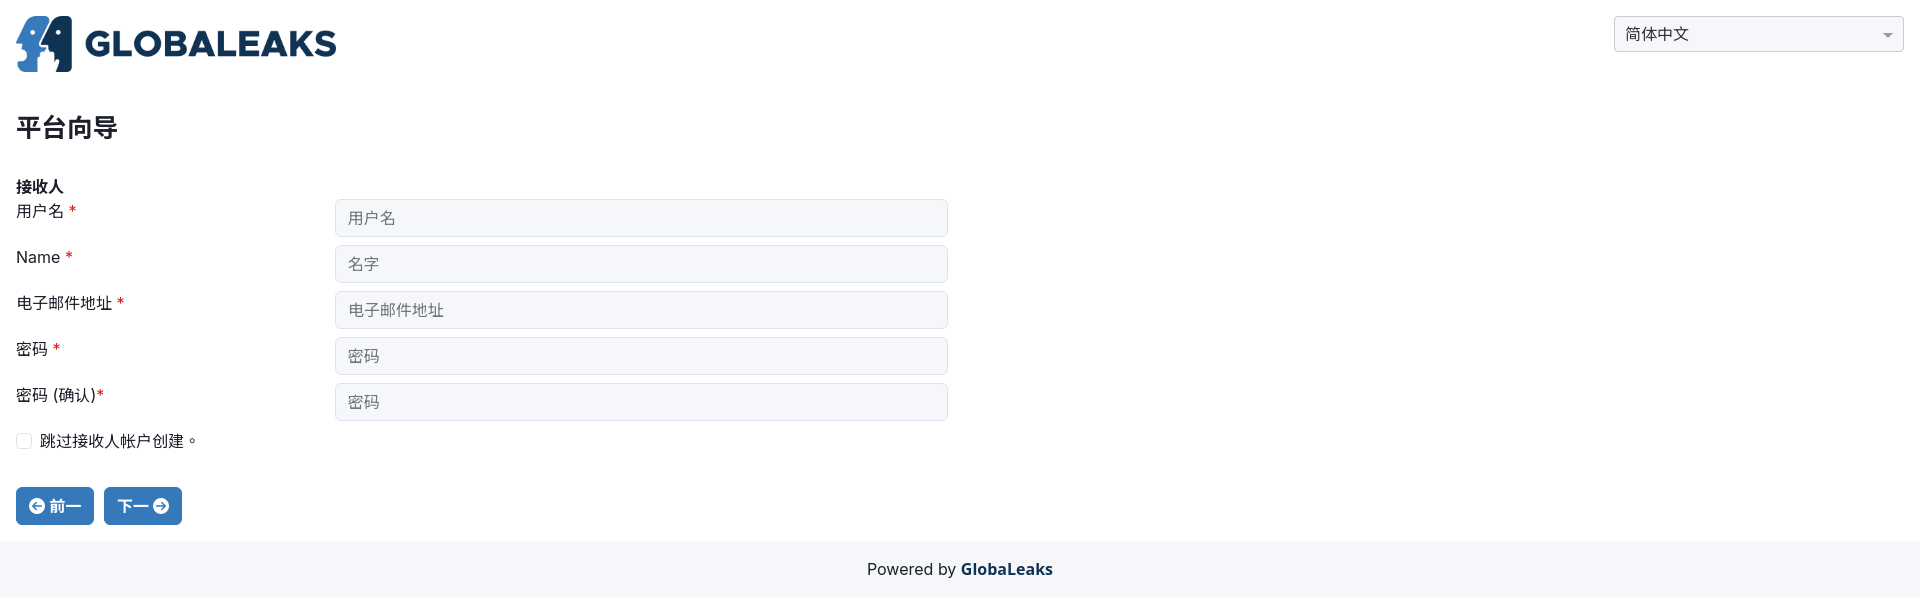 GLOBALEAKS
简体中文
平台向导
接收人
用户名 *
用户名
Name *
名字
电子邮件地址 *
电子邮件地址
密码 *
密码
密码 (确认)*
密码
跳过接收人帐户创建。
前一
下一
Powered by GlobaLeaks